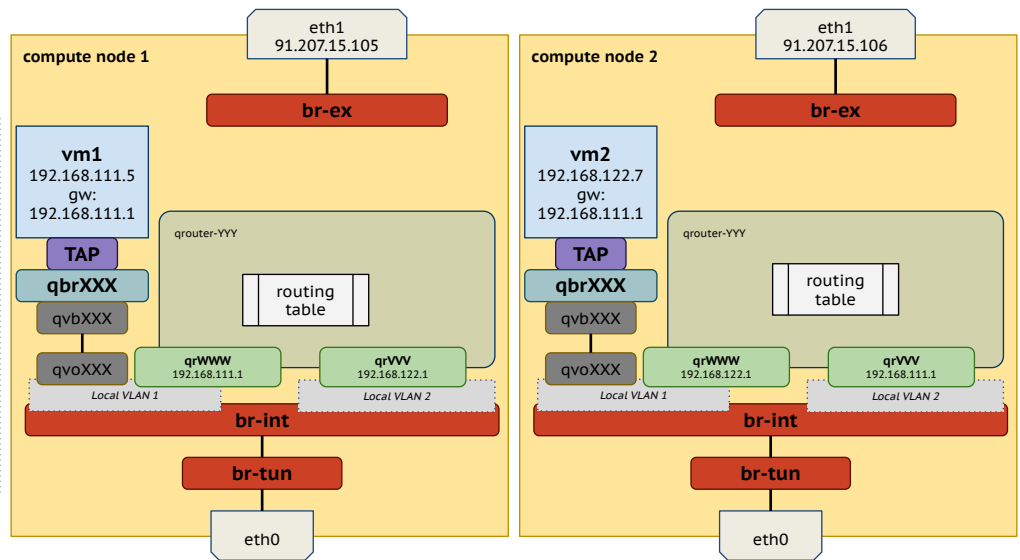 eth1
91.207.15.105
compute node 1
br-ex
vm1
192.168.111.5
gw:
192.168.111.1
TAP
qbrXXX
qvbXXX
qvoXXX
qrouter-YYY
routing
table
qrWWW
192.168.111.1
qrVVV
192.168.122.1
Local VLAN 1
Local VLAN 2
br-int
br-tun
eth0
eth1
91.207.15.106
compute node 2
br-ex
vm2
192.168.122.7
gw:
192.168.111.1
TAP
qbrXXX
qvbXXX
qvoXXX
qrouter-YYY
routing
table
qrWWW
192.168.122.1
qrVVV
192.168.111.1
Local VLAN 1
Local VLAN 2
br-int
br-tun
eth0